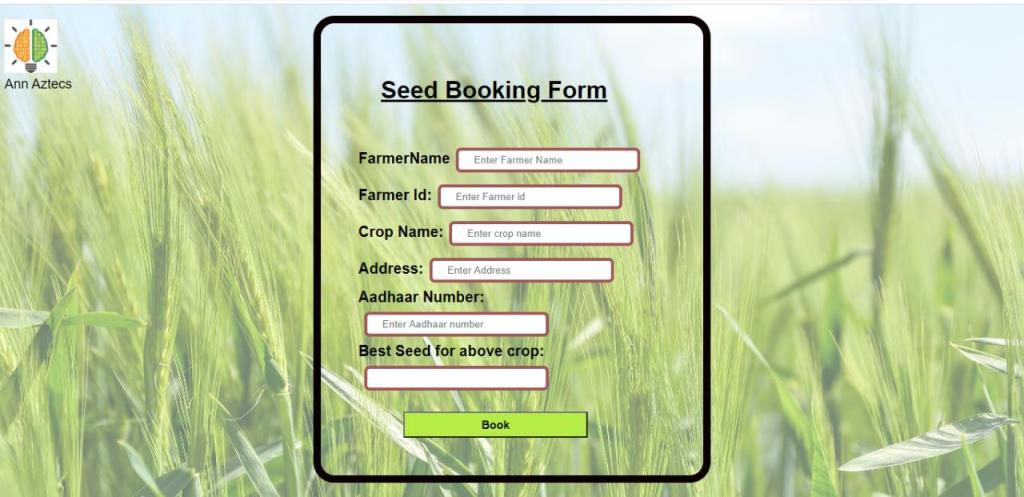 Ann Aztecs
Seed Booking Form
FarmerName Enter Farmer Name
Farmer Id: Enter Farmer id
Crop Name: Enter crop name
Address: Enter Address
Aadhaar Number:
Enter Aadhaar number
Best Seed for above crop:
Book